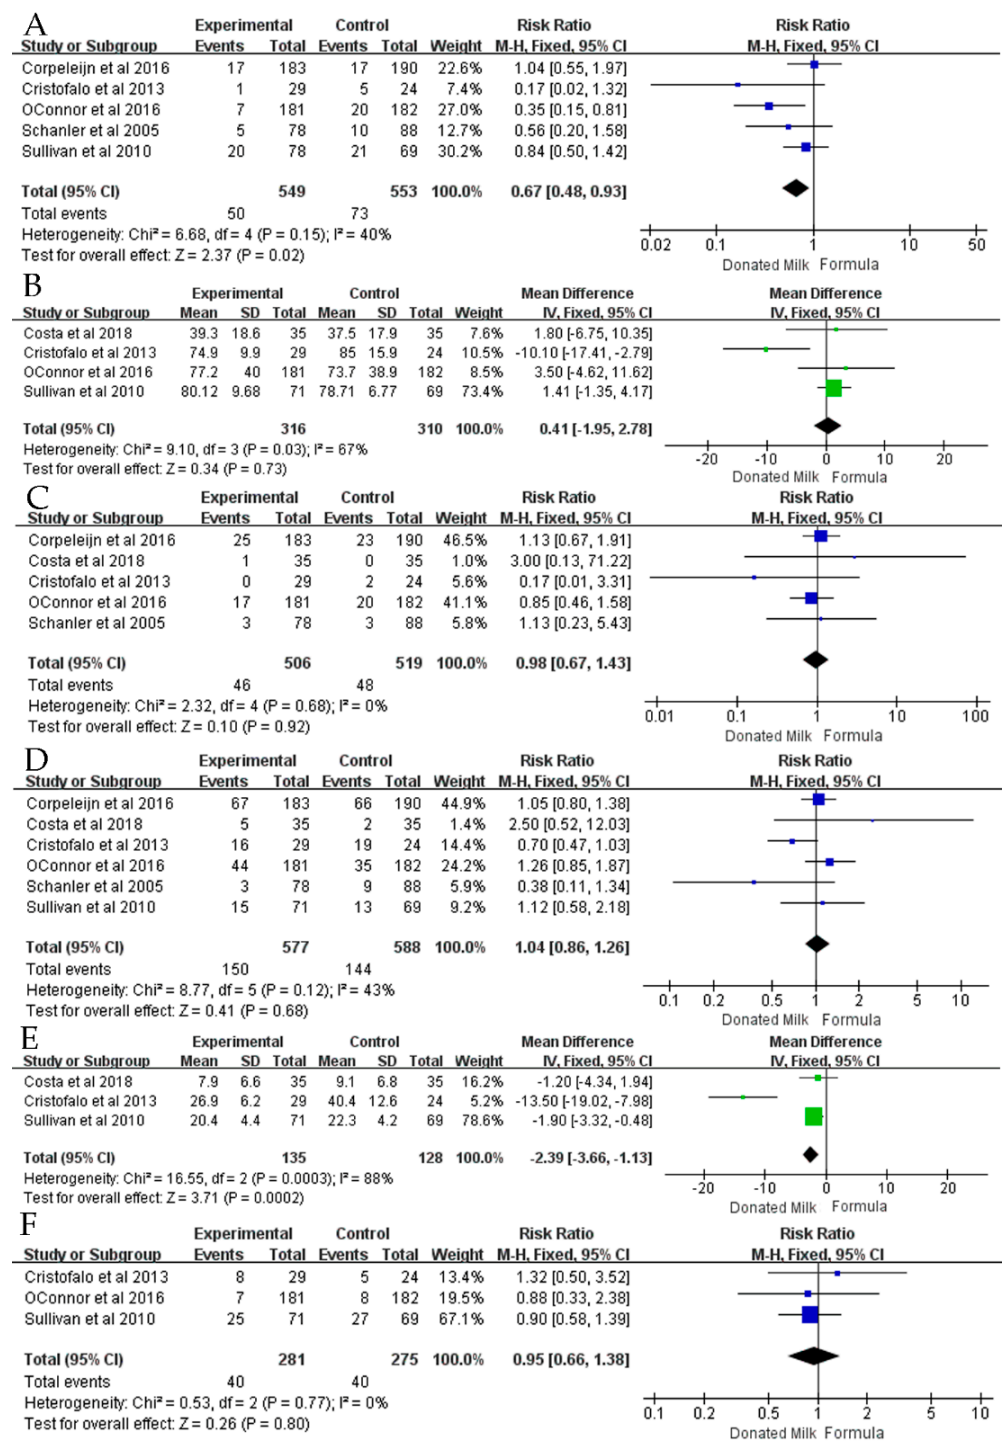 A
Experimental Control Risk Ratio Risk Ratio
Study or Subgroup Events Total Events Total Weight M-H, Fixed, 95% CI M-H, Fixed, 95% CI
Corpeleijn et al 2016 17 183 17 190 22.6% 1.04 [0.55, 1.97]
Cristofalo et al 2013 1 29 5 24 7.4% 0.17 [0.02, 1.32]
OConnor et al 2016 7 181 20 182 27.0% 0.35 [0.15, 0.81]
Schanler et al 2005 5 78 10 88 12.7% 0.56 [0.20, 1.58]
Sullivan et al 2010 20 78 21 69 30.2% 0.84 [0.50, 1.42]
Total (95% CI) 549 553 100.0% 0.67 [0.48, 0.93]
Total events 50 73
Heterogeneity: Chi² = 6.68, df = 4 (P = 0.15); I² = 40%
Test for overall effect: Z = 2.37 (P = 0.02)
0.02 0.1 1 10 50
Donated Milk Formula
B
Experimental Control Mean Difference Mean Difference
Study or Subgroup Mean SD Total Mean SD Total Weight IV, Fixed, 95% CI IV, Fixed, 95% CI
Costa et al 2018 39.3 18.6 35 37.5 17.9 35 7.6% 1.80 [-6.75, 10.35]
Cristofalo et al 2013 74.9 9.9 29 85 15.9 24 10.5% -10.10 [-17.41, -2.79]
OConnor et al 2016 77.2 40 181 73.7 38.9 182 8.5% 3.50 [-4.62, 11.62]
Sullivan et al 2010 80.12 9.68 71 78.71 6.77 69 73.4% 1.41 [-1.35, 4.17]
Total (95% CI) 316 310 100.0% 0.41 [-1.95, 2.78]
Heterogeneity: Chi² = 9.10, df = 3 (P = 0.03); I² = 67%
Test for overall effect: Z = 0.34 (P = 0.73)
-20 -10 0 10 20
Donated Milk Formula
C
Experimental Control Risk Ratio Risk Ratio
Study or Subgroup Events Total Events Total Weight M-H, Fixed, 95% CI M-H, Fixed, 95% CI
Corpeleijn et al 2016 25 183 23 190 46.5% 1.13 [0.67, 1.91]
Costa et al 2018 1 35 0 35 1.0% 3.00 [0.13, 71.22]
Cristofalo et al 2013 0 29 2 24 5.6% 0.17 [0.01, 3.31]
OConnor et al 2016 17 181 20 182 41.1% 0.85 [0.46, 1.58]
Schanler et al 2005 3 78 3 88 5.8% 1.13 [0.23, 5.43]
Total (95% CI) 506 519 100.0% 0.98 [0.67, 1.43]
Total events 46 48
Heterogeneity: Chi² = 2.32, df = 4 (P = 0.68); I² = 0%
Test for overall effect: Z = 0.10 (P = 0.92)
0.01 0.1 1 10 100
Donated Milk Formula
D
Experimental Control Risk Ratio Risk Ratio
Study or Subgroup Events Total Events Total Weight M-H, Fixed, 95% CI M-H, Fixed, 95% CI
Corpeleijn et al 2016 67 183 66 190 44.9% 1.05 [0.80, 1.38]
Costa et al 2018 5 35 2 35 1.4% 2.50 [0.52, 12.03]
Cristofalo et al 2013 16 29 19 24 14.4% 0.70 [0.47, 1.03]
OConnor et al 2016 44 181 35 182 24.2% 1.26 [0.85, 1.87]
Schanler et al 2005 3 78 9 88 5.9% 0.38 [0.11, 1.34]
Sullivan et al 2010 15 71 13 69 9.2% 1.12 [0.58, 2.18]
Total (95% CI) 577 588 100.0% 1.04 [0.86, 1.26]
Total events 150 144
Heterogeneity: Chi² = 8.77, df = 5 (P = 0.12); I² = 43%
Test for overall effect: Z = 0.41 (P = 0.68)
0.1 0.2 0.5 1 2 5 10
Donated Milk Formula
E
Experimental Control Mean Difference Mean Difference
Study or Subgroup Mean SD Total Mean SD Total Weight IV, Fixed, 95% CI IV, Fixed, 95% CI
Costa et al 2018 7.9 6.6 35 9.1 6.8 35 16.2% -1.20 [-4.34, 1.94]
Cristofalo et al 2013 26.9 6.2 29 40.4 12.6 24 5.2% -13.50 [-19.02, -7.98]
Sullivan et al 2010 20.4 4.4 71 22.3 4.2 69 78.6% -1.90 [-3.32, -0.48]
Total (95% CI) 135 128 100.0% -2.39 [-3.66, -1.13]
Heterogeneity: Chi² = 16.55, df = 2 (P = 0.0003); I² = 88%
Test for overall effect: Z = 3.71 (P = 0.0002)
-20 -10 0 10 20
Donated Milk Formula
F
Experimental Control Risk Ratio Risk Ratio
Study or Subgroup Events Total Events Total Weight M-H, Fixed, 95% CI M-H, Fixed, 95% CI
Cristofalo et al 2013 8 29 5 24 13.4% 1.32 [0.50, 3.52]
OConnor et al 2016 7 181 8 182 19.5% 0.88 [0.33, 2.38]
Sullivan et al 2010 25 71 27 69 67.1% 0.90 [0.58, 1.39]
Total (95% CI) 281 275 100.0% 0.95 [0.66, 1.38]
Total events 40 40
Heterogeneity: Chi² = 0.53, df = 2 (P = 0.77); I² = 0%
Test for overall effect: Z = 0.26 (P = 0.80)
0.1 0.2 0.5 1 2 5 10
Donated Milk Formula